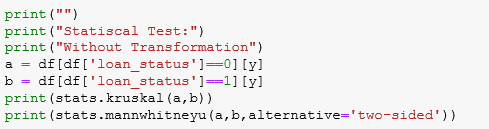 print("")
print("Statiscal Test:")
print("Without Transformation")
a = df[df['loan_status']==0][y]
b = df[df['loan_status']==1][y]
print(stats.kruskal(a,b))
print(stats.mannwhitneyu(a,b,alternative='two-sided'))